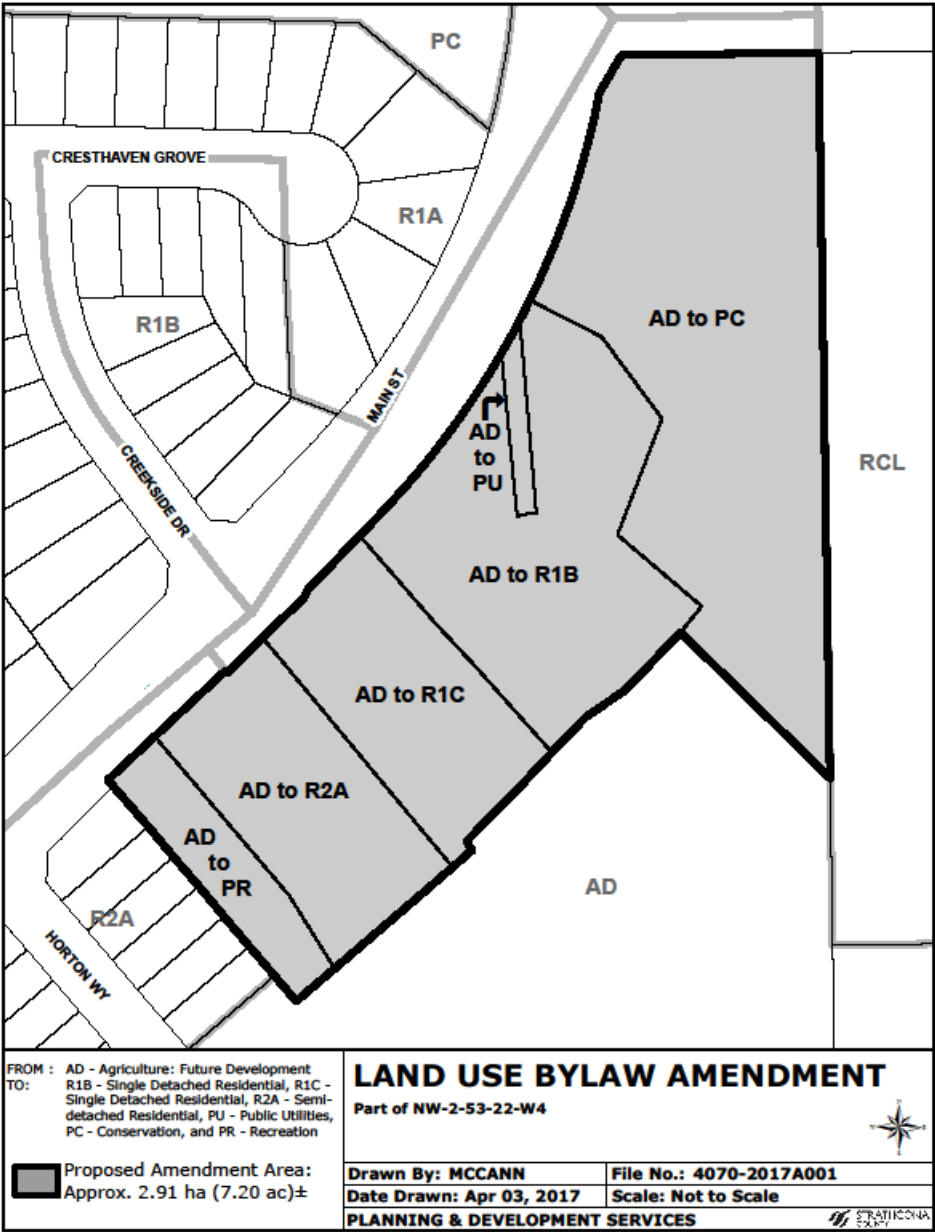 PC
CRESTHAVEN GROVE
R1A
R1B
AD to PC
MAIN ST
AD
to
PU
RCL
CREEKSIDE DR
AD to R1B
AD to R1C
AD to R2A
AD
to
PR
AD
R2A
HORTON WY
FROM : AD - Agriculture: Future Development
TO: R1B - Single Detached Residential, R1C -
Single Detached Residential, R2A - Semi-
detached Residential, PU - Public Utilities,
PC - Conservation, and PR - Recreation
Proposed Amendment Area:
Approx. 2.91 ha (7.20 ac)±
LAND USE BYLAW AMENDMENT
Part of NW-2-53-22-W4
Drawn By: MCCANN
File No.: 4070-2017A001
Date Drawn: Apr 03, 2017
Scale: Not to Scale
PLANNING & DEVELOPMENT SERVICES
STRATHCONA
COUNTY